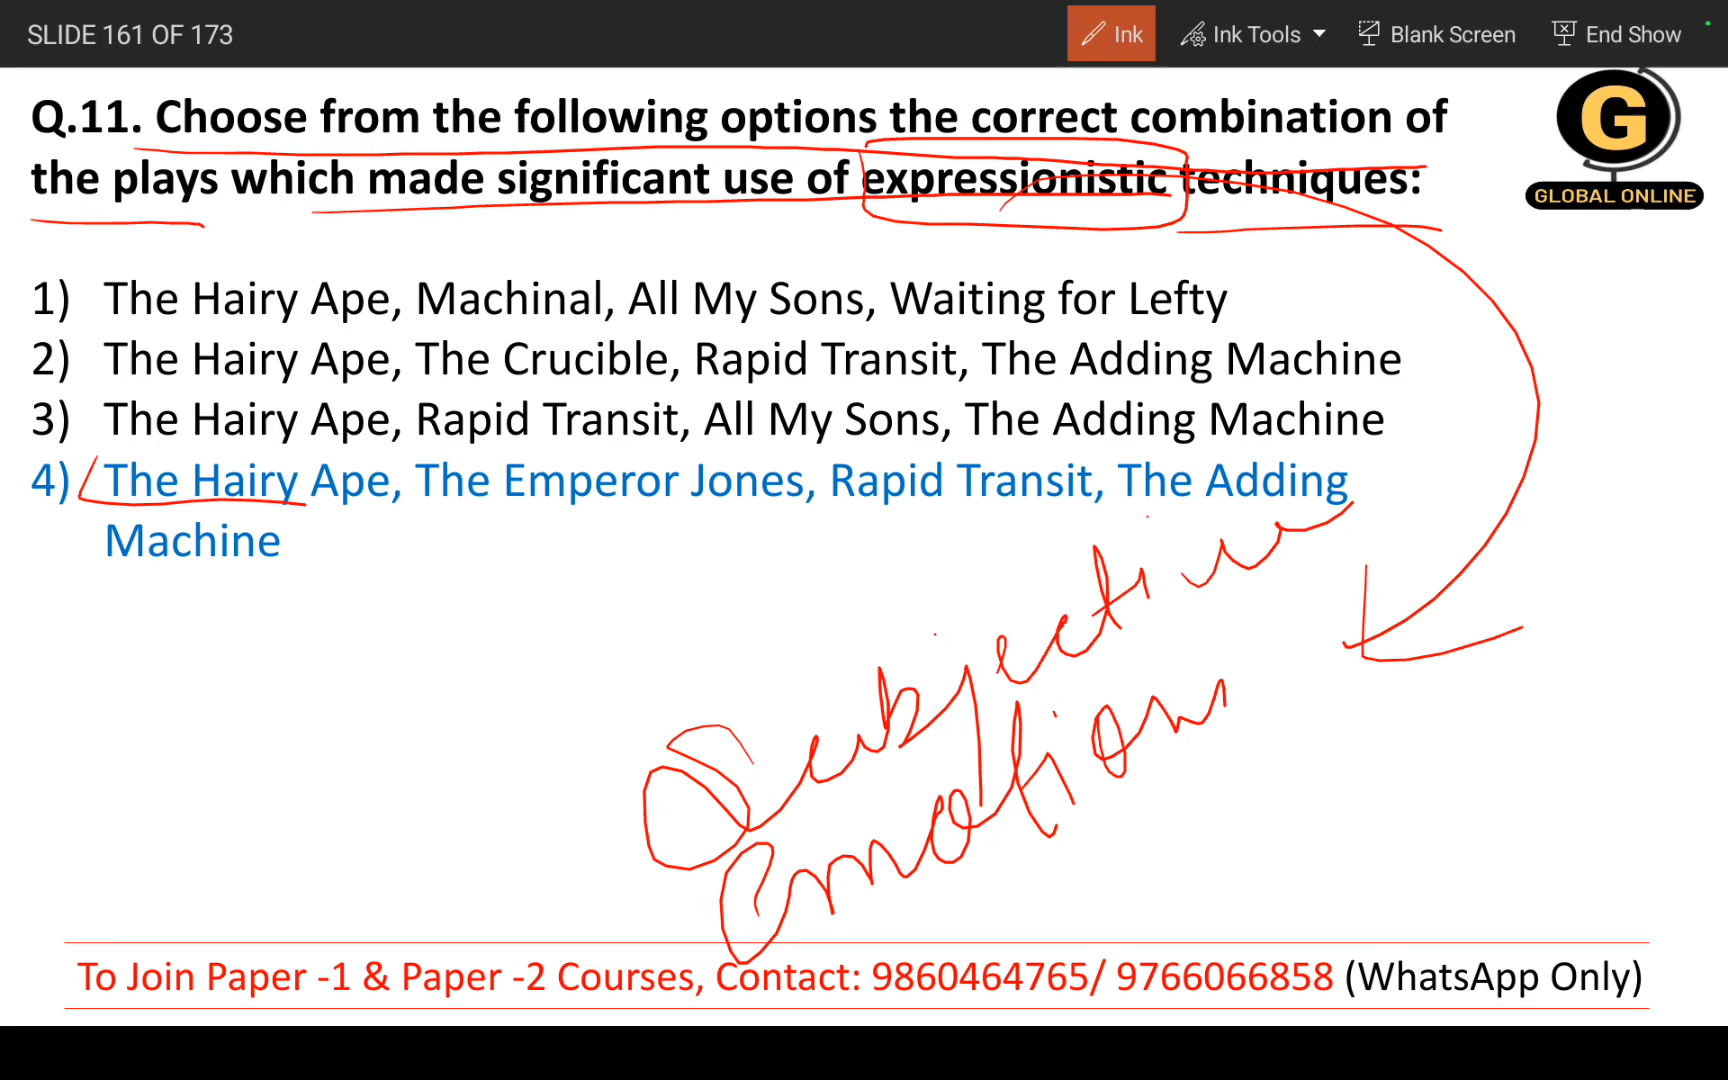 SLIDE 161 OF 173
Ink
Ink Tools
Blank Screen
End Show
Q.11. Choose from the following options the correct combination of
the plays which made significant use of expressionistic techniques:
G
GLOBAL ONLINE
1) The Hairy Ape, Machinal, All My Sons, Waiting for Lefty
2) The Hairy Ape, The Crucible, Rapid Transit, The Adding Machine
3) The Hairy Ape, Rapid Transit, All My Sons, The Adding Machine
4) The Hairy Ape, The Emperor Jones, Rapid Transit, The Adding
Machine
Subjective
Emotion
To Join Paper -1 & Paper -2 Courses, Contact: 9860464765/ 9766066858 (WhatsApp Only)